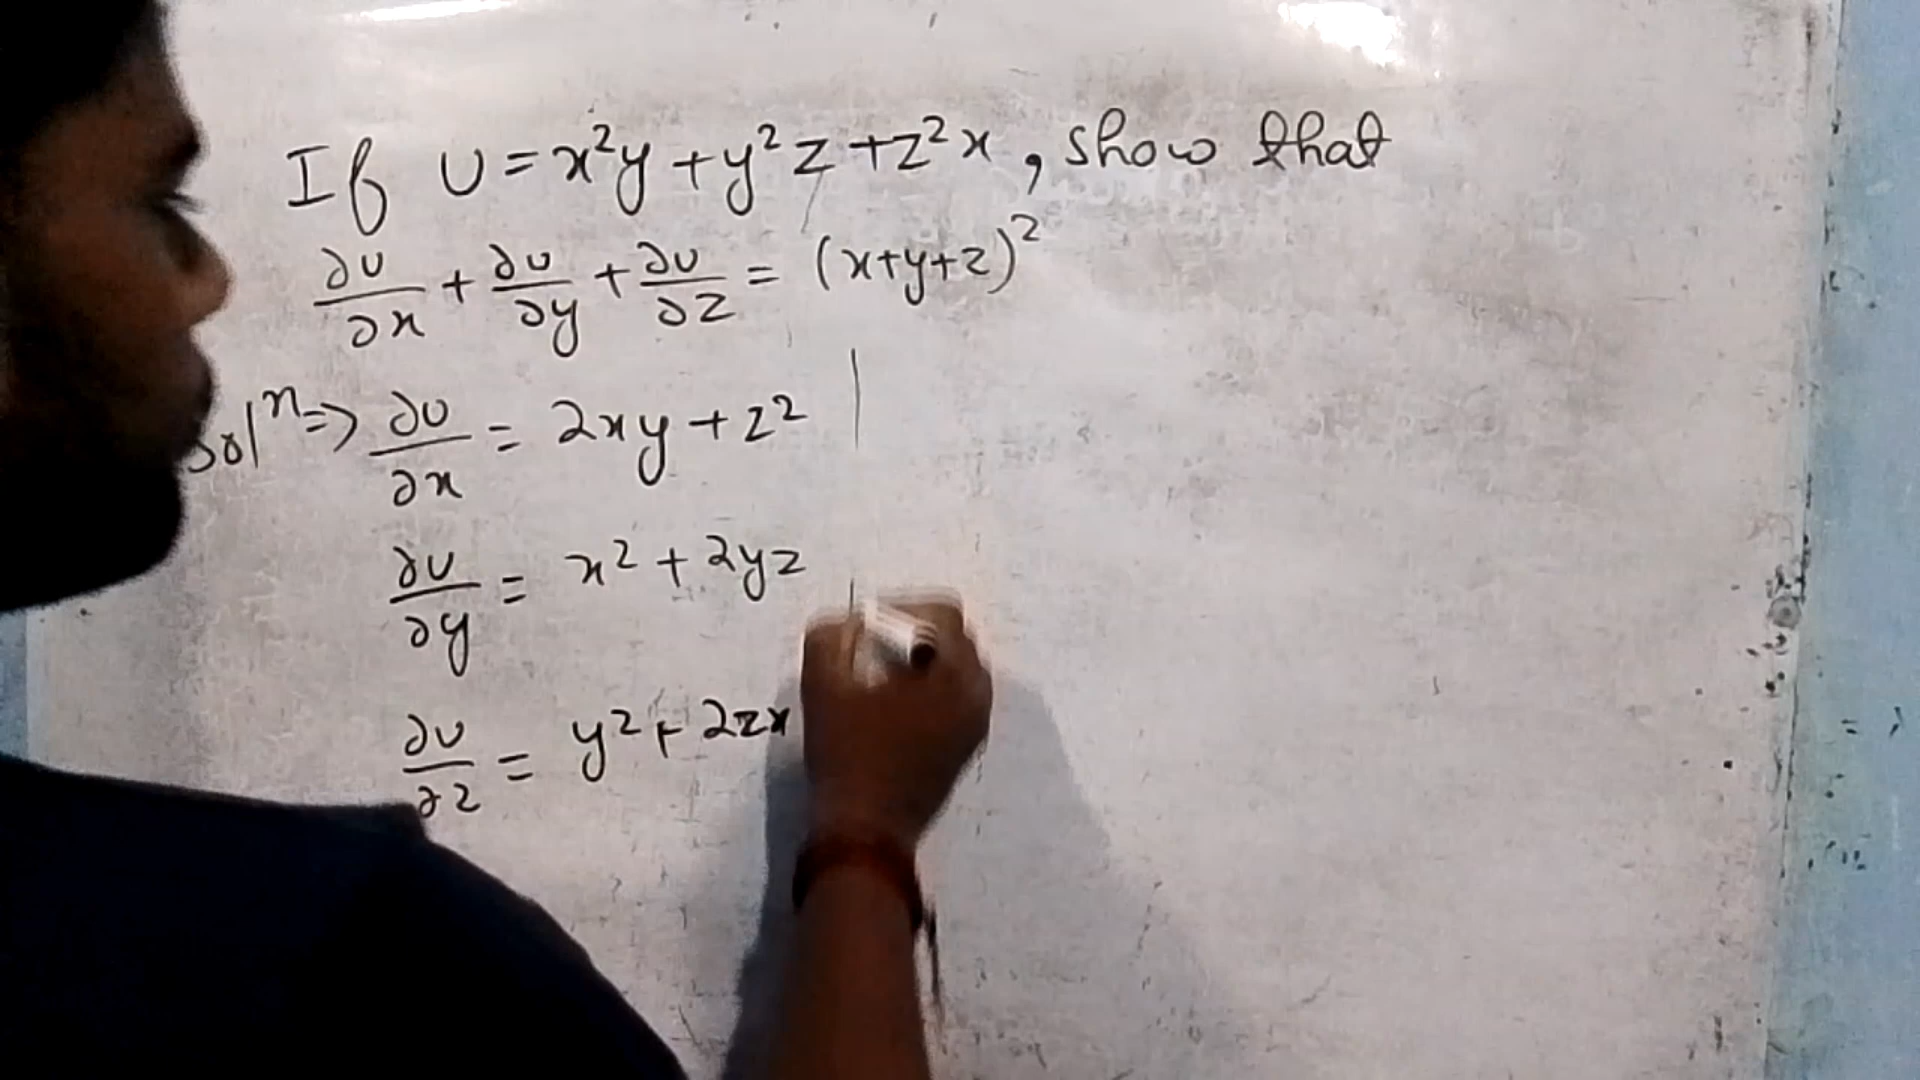 If U = x²y + y²z + z²x, show that
∂U/∂x + ∂U/∂y + ∂U/∂z = (x+y+z)²
Solⁿ => ∂U/∂x = 2xy + z²
∂U/∂y = x² + 2yz
∂U/∂z = y² + 2zx